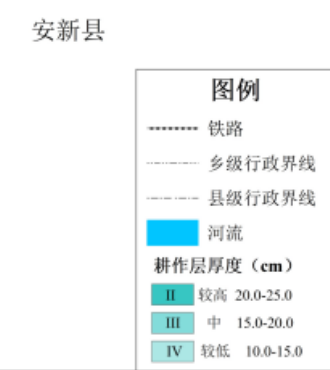 安新县
图例
铁路
乡级行政界线
县级行政界线
河流
耕作层厚度（cm）
II 较高 20.0-25.0
III 中 15.0-20.0
IV 较低 10.0-15.0